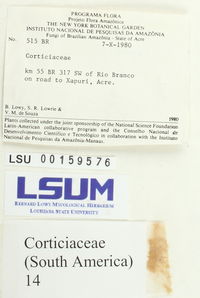 PROGRAMA FLORA
Projeto Flora Amazônica
THE NEW YORK BOTANICAL GARDEN
INSTITUTO NACIONAL DE PESQUISAS DA AMAZÔNIA
Fungi of Brazilian Amazônia - State of Acre
No. 515 BR 7-X-1980
Corticiaceae
km 55 BR 317 SW of Rio Branco
on road to Xapuri, Acre.
B. Lowy, S. R. Lowrie &
V. M. de Souza 1980
Plants collected under the joint sponsorship of the National Science Foundation
Latin-American collaborative program and the Conselho Nacional de
Desenvolvimento Científico e Tecnológico in collaboration with the Instituto
Nacional de Pesquisas da Amazônia-Manaus.
LSU 00159576
LSUM
BERNARD LOWY MYCOLOGICAL HERBARIUM
LOUISIANA STATE UNIVERSITY
Corticiaceae
(South America)
14